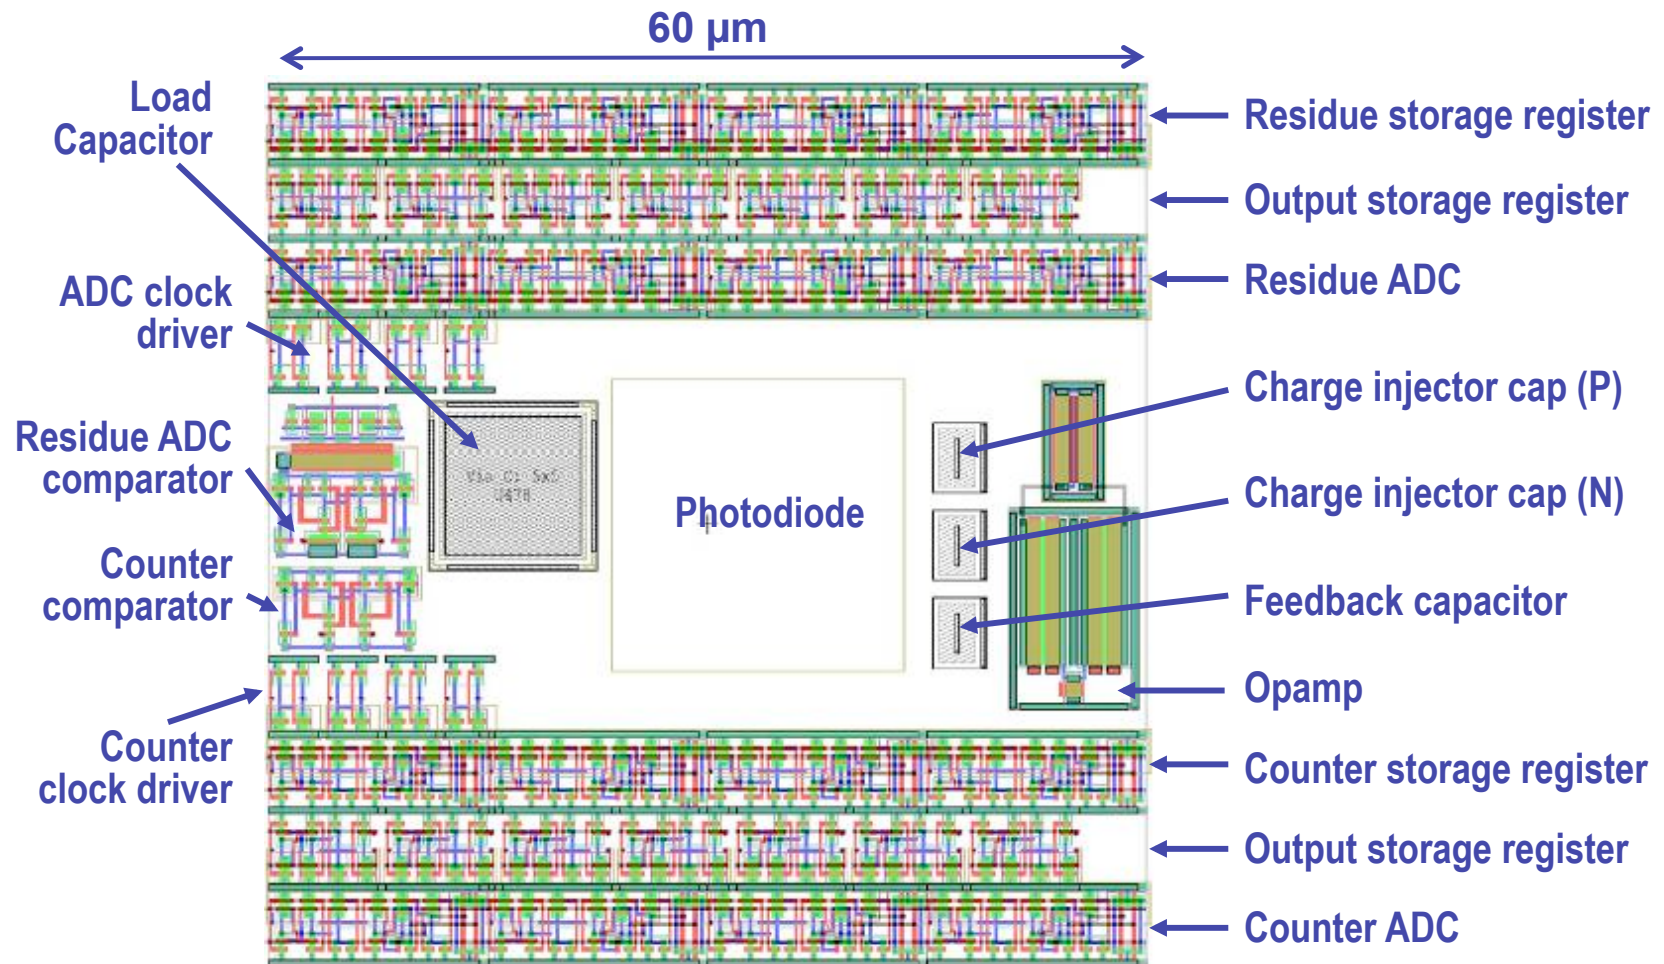 60 µm
Load
Capacitor
Residue storage register
Output storage register
Residue ADC
ADC clock
driver
Charge injector cap (P)
Residue ADC
comparator
Charge injector cap (N)
Photodiode
Counter
comparator
Feedback capacitor
Opamp
Counter
clock driver
Counter storage register
Output storage register
Counter ADC